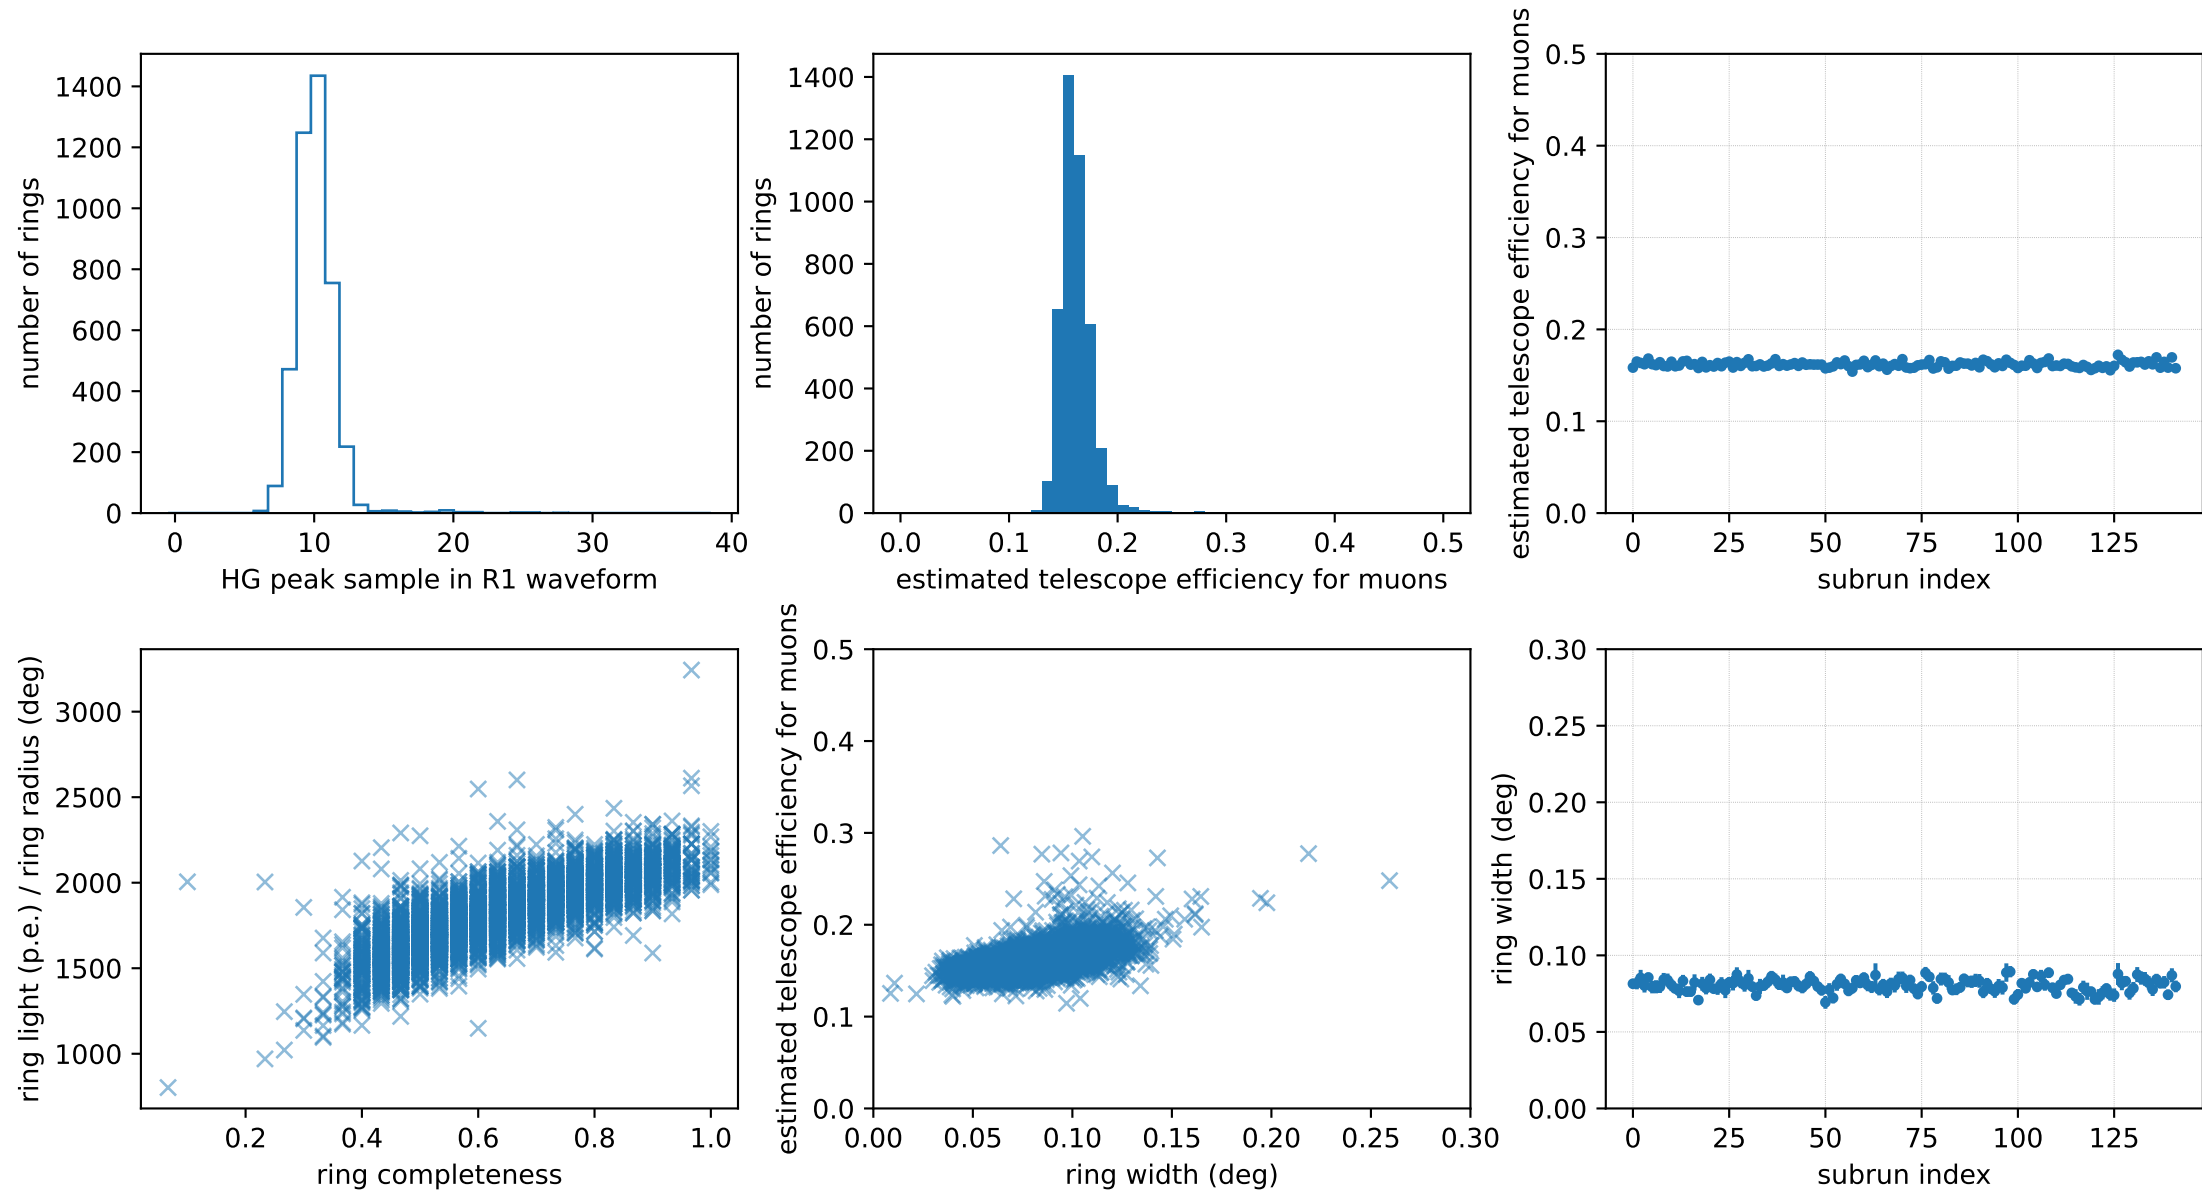 number of rings
1400
1200
1000
800
600
400
200
0
0 10 20 30 40
HG peak sample in R1 waveform
number of rings
1400
1200
1000
800
600
400
200
0
0.0 0.1 0.2 0.3 0.4 0.5
estimated telescope efficiency for muons
estimated telescope efficiency for muons
0.5
0.4
0.3
0.2
0.1
0.0
0 25 50 75 100 125
subrun index
ring light (p.e.) / ring radius (deg)
3000
2500
2000
1500
1000
0.2 0.4 0.6 0.8 1.0
ring completeness
estimated telescope efficiency for muons
0.5
0.4
0.3
0.2
0.1
0.0
0.00 0.05 0.10 0.15 0.20 0.25 0.30
ring width (deg)
ring width (deg)
0.30
0.25
0.20
0.15
0.10
0.05
0.00
0 25 50 75 100 125
subrun index